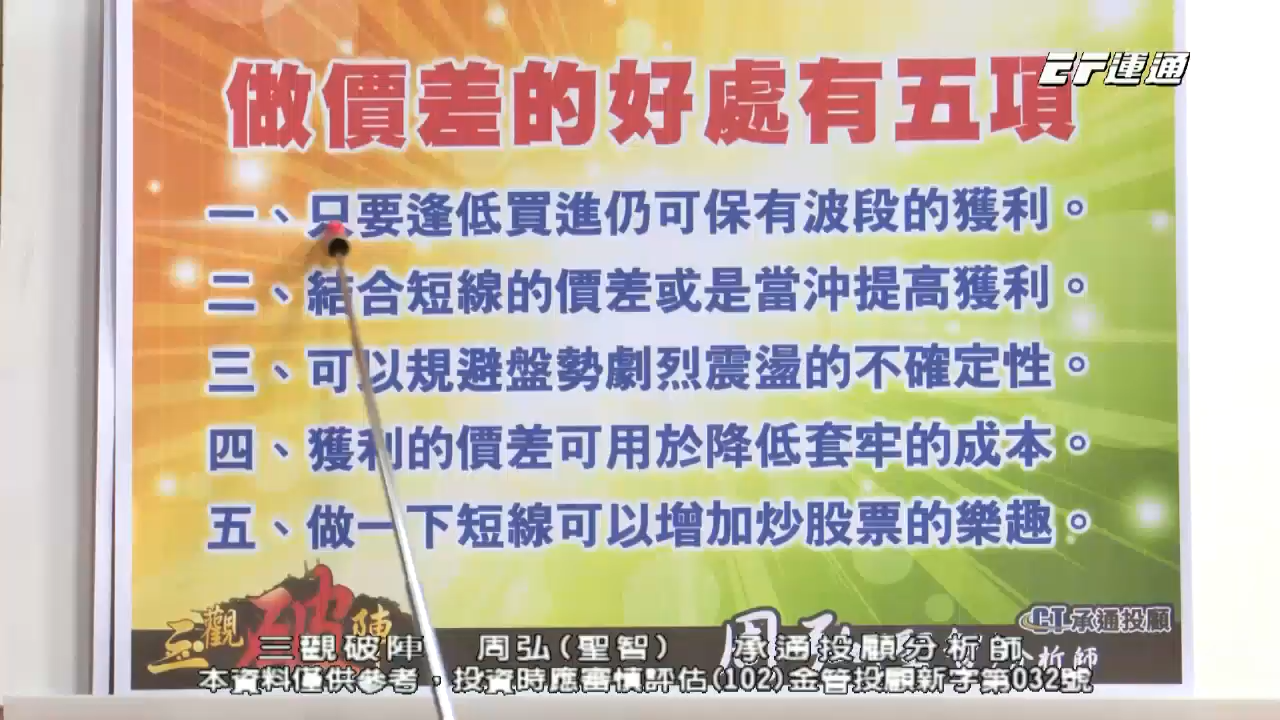 CT運通
做價差的好處有五項
一、只要逢低買進仍可保有波段的獲利。
二、結合短線的價差或是當沖提高獲利。
三、可以規避盤勢劇烈震盪的不確定性。
四、獲利的價差可用於降低套牢的成本。
五、做一下短線可以增加炒股票的樂趣。
三觀破陣
CT承通投顧
三觀破陣 周弘(聖智) 承通投顧分析師
本資料僅供參考，投資時應審慎評估(102)金管投顧新字第032號